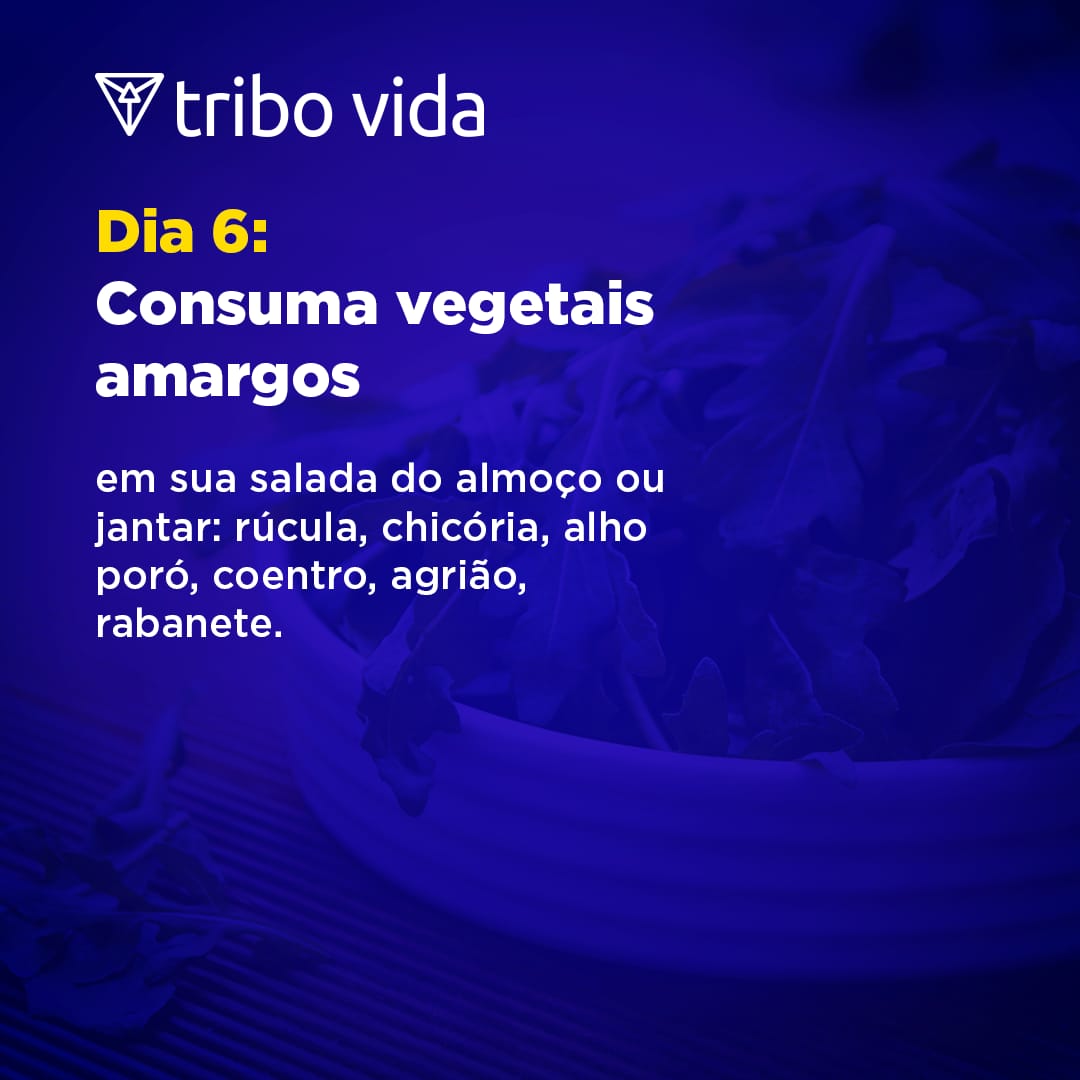 tribo vida
Dia 6:
Consuma vegetais
amargos
em sua salada do almoço ou
jantar: rúcula, chicória, alho
poró, coentro, agrião,
rabanete.